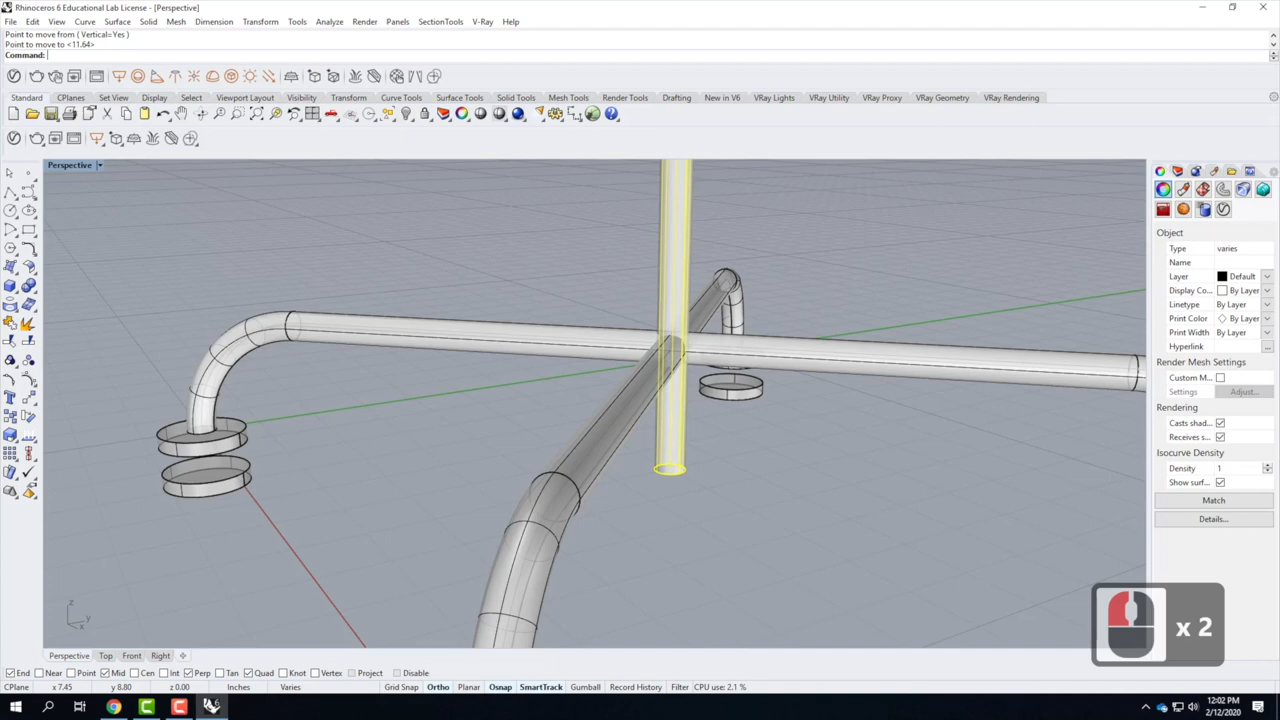 Rhinoceros 6 Educational Lab License - [Perspective]
File Edit View Curve Surface Solid Mesh Dimension Transform Tools Analyze Render Panels V-Ray SectionTools Help
Point to move from ( Vertical=Yes )
Point to move to <11.64>
Command:
Standard CPlanes Set View Display Select Viewport Layout Visibility Transform Curve Tools Surface Tools Solid Tools Mesh Tools Render Tools Drafting New in V6 VRay Lights VRay Utility VRay Proxy VRay Geometry VRay Rendering
Perspective
Object
Type varies
Name
Layer Default
Display Co... By Layer
Linetype By Layer
Print Color By Layer
Print Width By Layer
Hyperlink ...
Render Mesh Settings
Custom M...
Settings Adjust...
Rendering
Casts shad...
Receives s...
Isocurve Density
Density 1
Show surf...
Match
Details...
x 2
z
y
x
Perspective Top Front Right
End Near Point Mid Cen Int Perp Tan Quad Knot Vertex Project Disable
CPlane x 7.45 y 8.80 z 0.00 Inches Varies Grid Snap Ortho Planar Osnap SmartTrack Gumball Record History Filter CPU use: 2.1 %
12:02 PM
2/12/2020